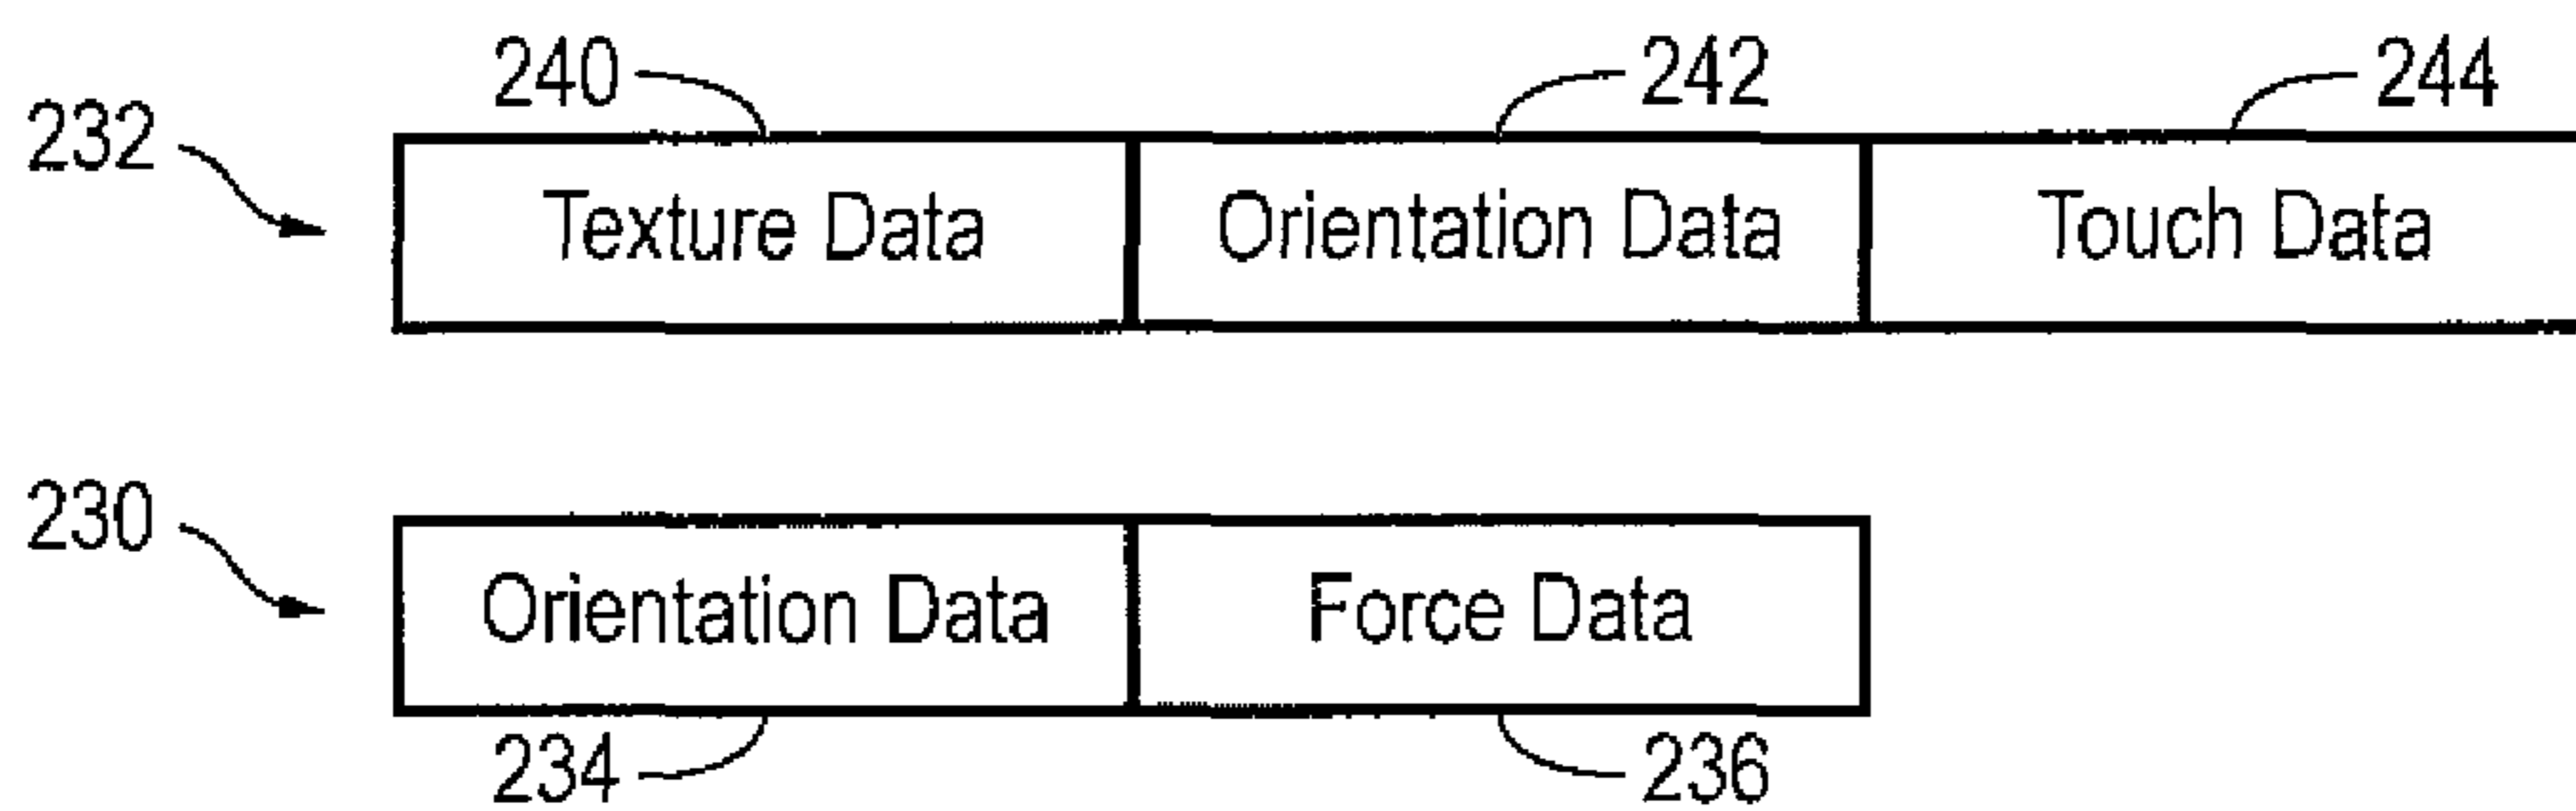 240 242 244
232
Texture Data Orientation Data Touch Data
230
Orientation Data Force Data
234 236